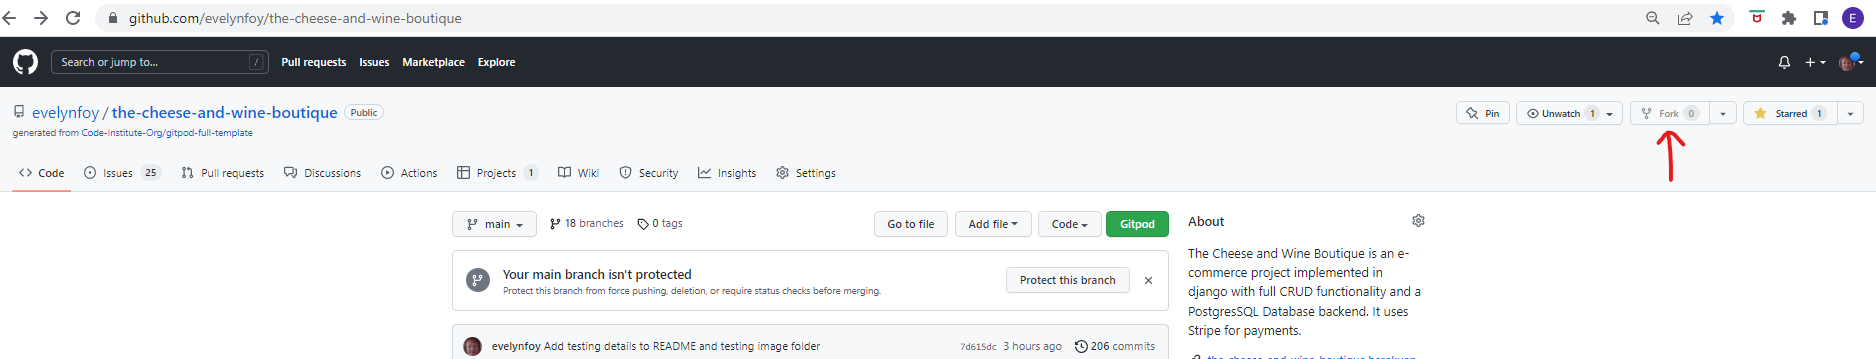 github.com/evelynfoy/the-cheese-and-wine-boutique
E
Search or jump to... /
Pull requests Issues Marketplace Explore
evelynfoy / the-cheese-and-wine-boutique Public
generated from Code-Institute-Org/gitpod-full-template
Pin Unwatch 1 Fork 0 Starred 1
Code Issues 25 Pull requests Discussions Actions Projects 1 Wiki Security Insights Settings
main 18 branches 0 tags Go to file Add file Code Gitpod
Your main branch isn't protected
Protect this branch from force pushing, deletion, or require status checks before merging.
Protect this branch
evelynfoy Add testing details to README and testing image folder 7d615dc 3 hours ago 206 commits
About
The Cheese and Wine Boutique is an e-
commerce project implemented in
django with full CRUD functionality and a
PostgresSQL Database backend. It uses
Stripe for payments.